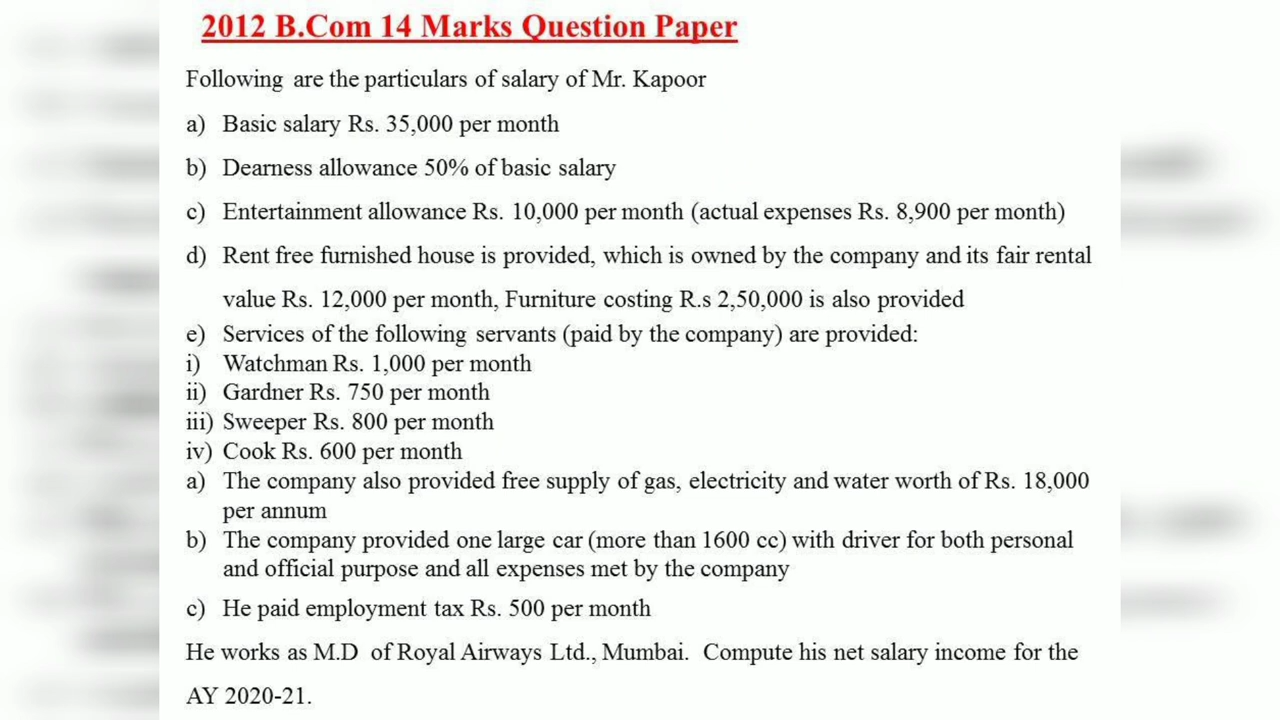 2012 B.Com 14 Marks Question Paper
Following are the particulars of salary of Mr. Kapoor
a) Basic salary Rs. 35,000 per month
b) Dearness allowance 50% of basic salary
c) Entertainment allowance Rs. 10,000 per month (actual expenses Rs. 8,900 per month)
d) Rent free furnished house is provided, which is owned by the company and its fair rental
value Rs. 12,000 per month, Furniture costing R.s 2,50,000 is also provided
e) Services of the following servants (paid by the company) are provided:
i) Watchman Rs. 1,000 per month
ii) Gardner Rs. 750 per month
iii) Sweeper Rs. 800 per month
iv) Cook Rs. 600 per month
a) The company also provided free supply of gas, electricity and water worth of Rs. 18,000
per annum
b) The company provided one large car (more than 1600 cc) with driver for both personal
and official purpose and all expenses met by the company
c) He paid employment tax Rs. 500 per month
He works as M.D of Royal Airways Ltd., Mumbai. Compute his net salary income for the
AY 2020-21.